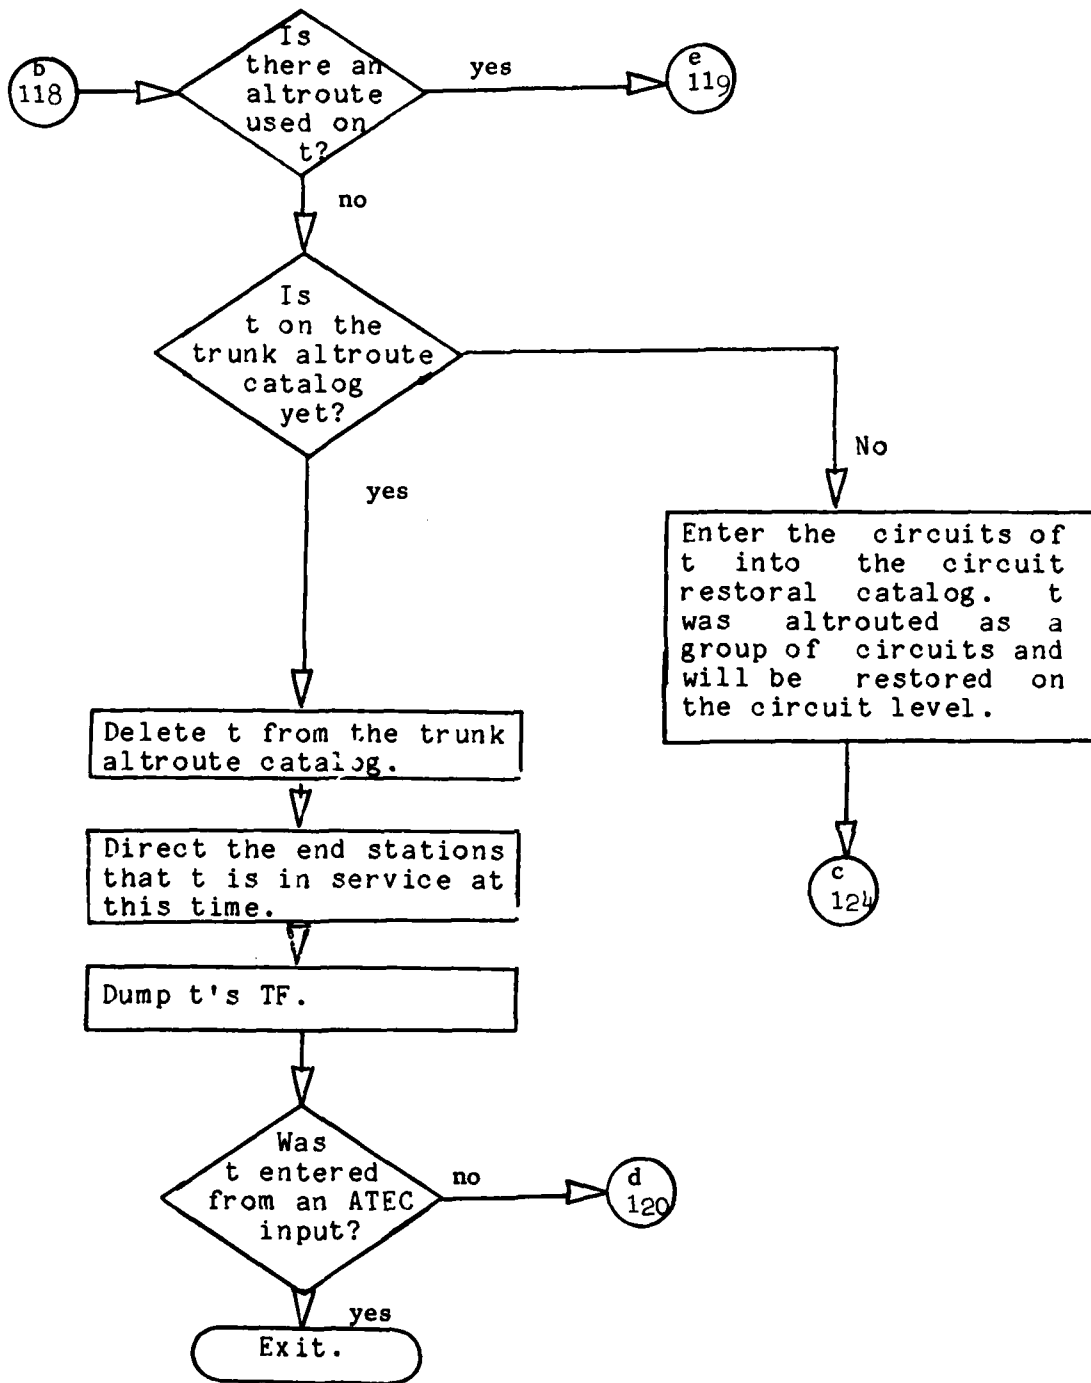 b
118
Is
there an
altroute
used on
t?
yes
e
119
no
Is
t on the
trunk altroute
catalog
yet?
No
yes
Enter the circuits of
t into the circuit
restoral catalog. t
was altrouted as a
group of circuits and
will be restored on
the circuit level.
Delete t from the trunk
altroute catalog.
Direct the end stations
that t is in service at
this time.
c
124
Dump t's TF.
Was
t entered
from an ATEC
input?
no
d
120
yes
Exit.